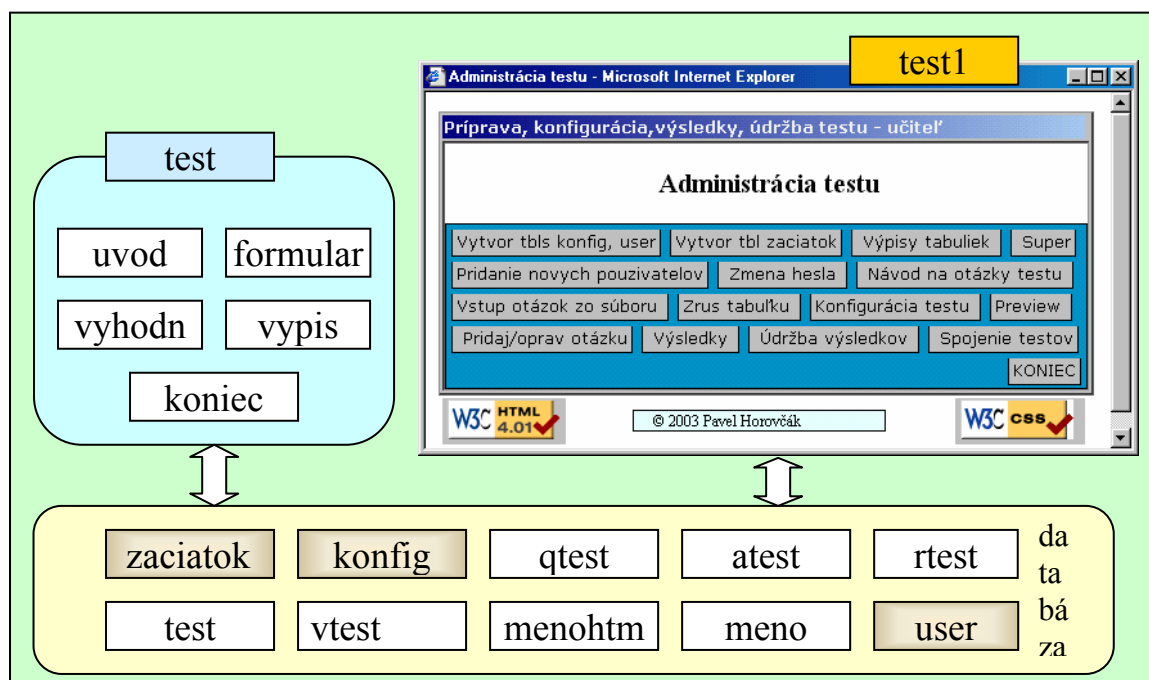 test1
Administrácia testu - Microsoft Internet Explorer
Príprava, konfigurácia,výsledky, údržba testu - učiteľ
Administrácia testu
Vytvor tbls konfig, user Vytvor tbl zaciatok Výpisy tabuliek Super
Pridanie novych pouzivatelov Zmena hesla Návod na otázky testu
Vstup otázok zo súboru Zrus tabuľku Konfigurácia testu Preview
Pridaj/oprav otázku Výsledky Údržba výsledkov Spojenie testov
KONIEC
W3C HTML 4.01
© 2003 Pavel Horovčák
W3C css
test
uvod formular
vyhodn vypis
koniec
zaciatok konfig qtest atest rtest
test vtest menohtm meno user
da
ta
bá
za